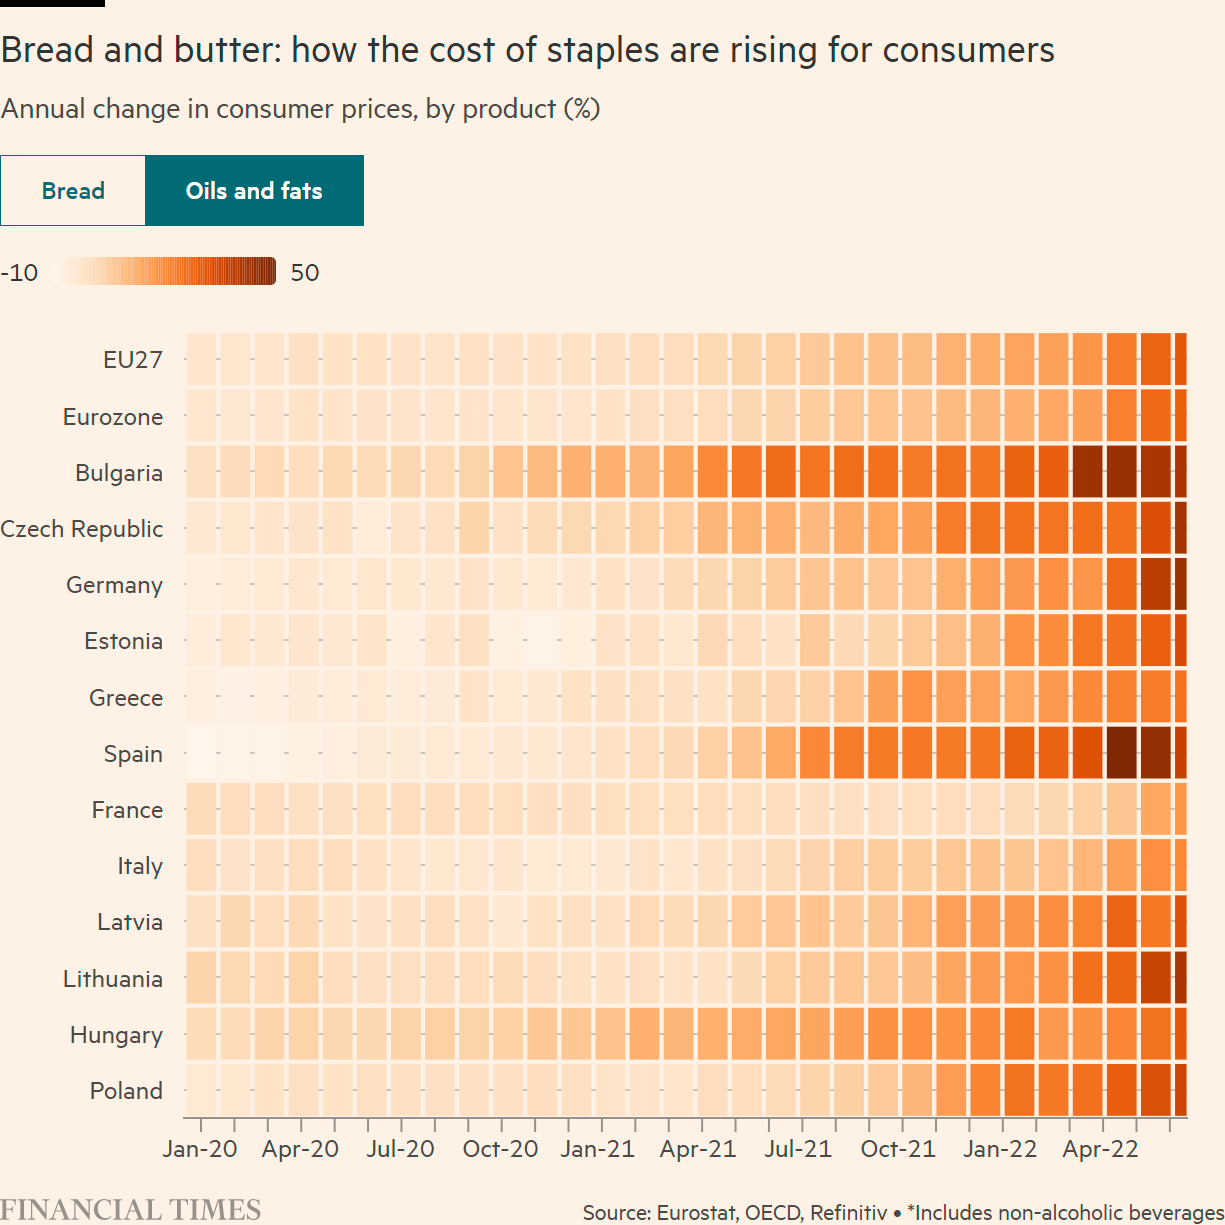 Bread and butter: how the cost of staples are rising for consumers
Annual change in consumer prices, by product (%)
Bread Oils and fats
-10 50
EU27
Eurozone
Bulgaria
Czech Republic
Germany
Estonia
Greece
Spain
France
Italy
Latvia
Lithuania
Hungary
Poland
Jan-20 Apr-20 Jul-20 Oct-20 Jan-21 Apr-21 Jul-21 Oct-21 Jan-22 Apr-22
FINANCIAL TIMES
Source: Eurostat, OECD, Refinitiv • *Includes non-alcoholic beverages